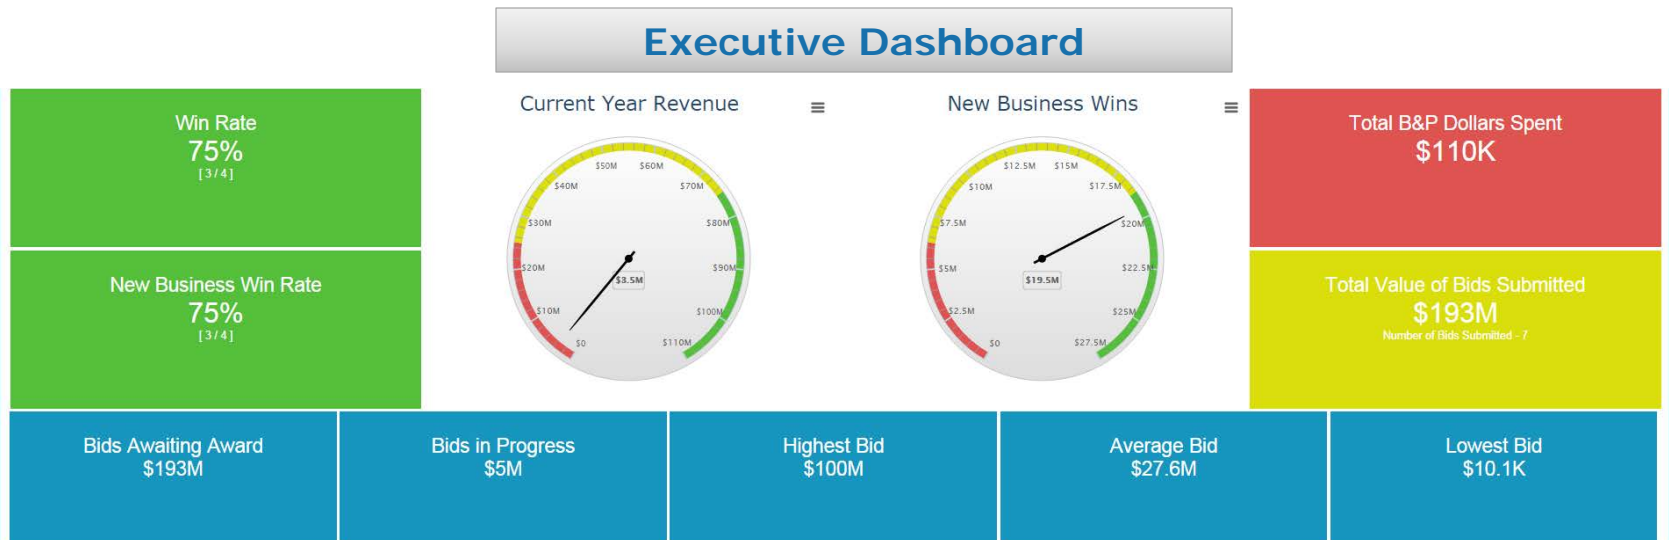 Executive Dashboard
Win Rate
75%
[ 3 / 4 ]
New Business Win Rate
75%
[ 3 / 4 ]
Current Year Revenue
$0
$10M
$20M
$30M
$40M
$50M
$60M
$70M
$80M
$90M
$100M
$110M
$3.5M
New Business Wins
$0
$2.5M
$5M
$7.5M
$10M
$12.5M
$15M
$17.5M
$20M
$22.5M
$25M
$27.5M
$19.5M
Total B&P Dollars Spent
$110K
Total Value of Bids Submitted
$193M
Number of Bids Submitted - 7
Bids Awaiting Award
$193M
Bids in Progress
$5M
Highest Bid
$100M
Average Bid
$27.6M
Lowest Bid
$10.1K